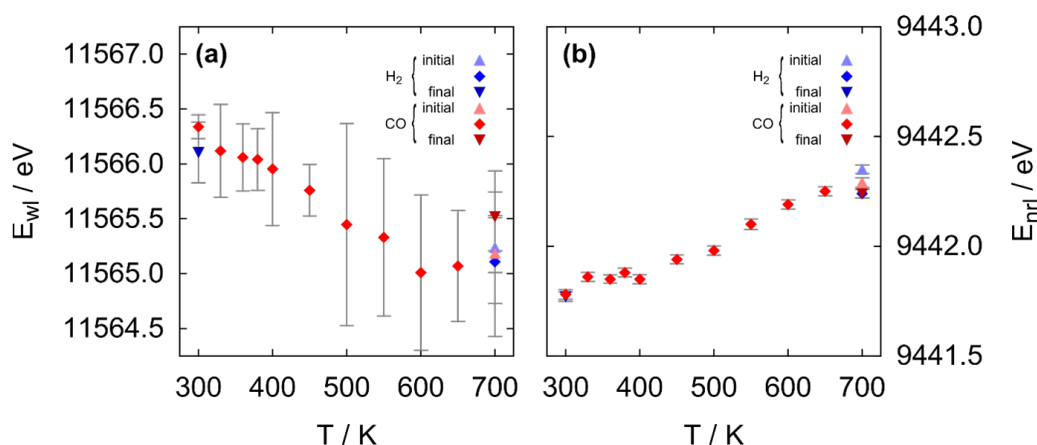 (a)
E_wl / eV
11567.0
11566.5
11566.0
11565.5
11565.0
11564.5
300 400 500 600 700
T / K
H₂ { initial
final
CO { initial
final
(b)
H₂ { initial
final
CO { initial
final
9443.0
9442.5
9442.0
9441.5
E_nrl / eV
300 400 500 600 700
T / K